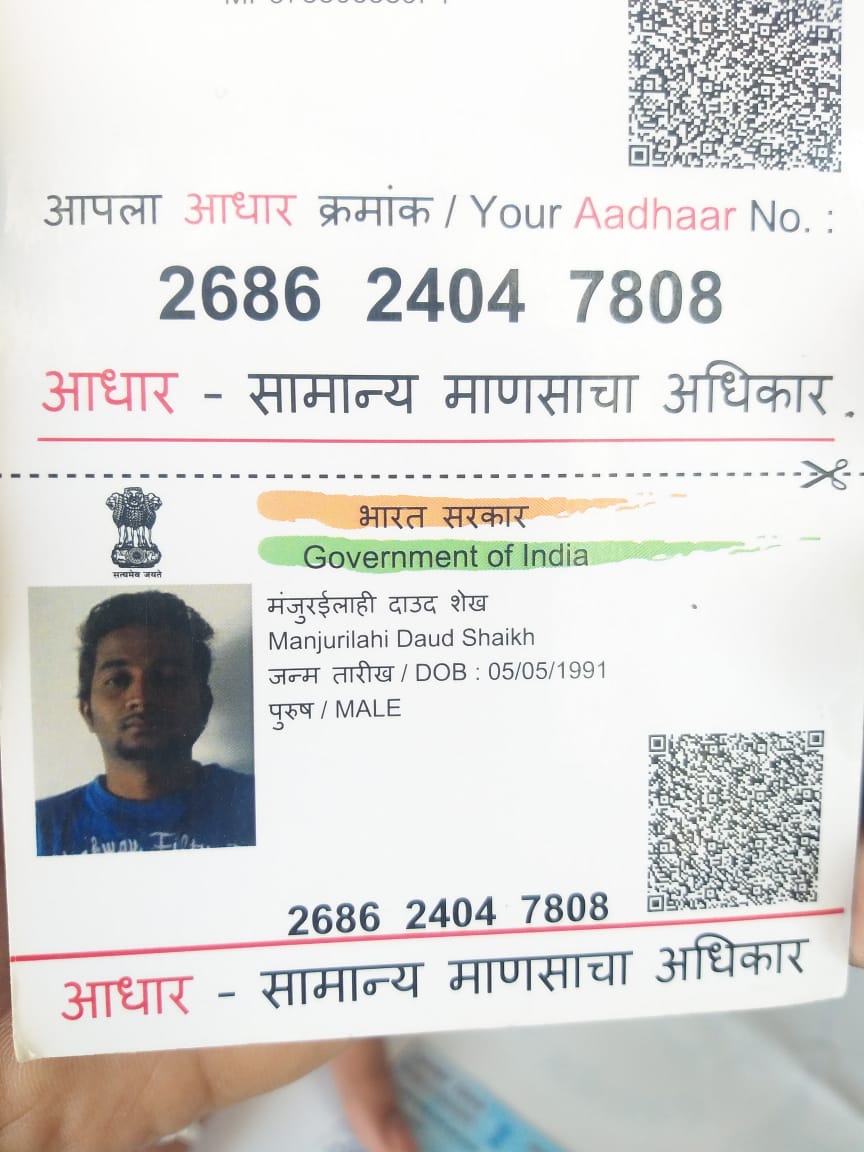 आपला आधार क्रमांक / Your Aadhaar No. :
2686 2404 7808
आधार - सामान्य माणसाचा अधिकार
सत्यमेव जयते
भारत सरकार
Government of India
मंजुरईलाही दाउद शेख
Manjurilahi Daud Shaikh
जन्म तारीख / DOB : 05/05/1991
पुरुष / MALE
2686 2404 7808
आधार - सामान्य माणसाचा अधिकार